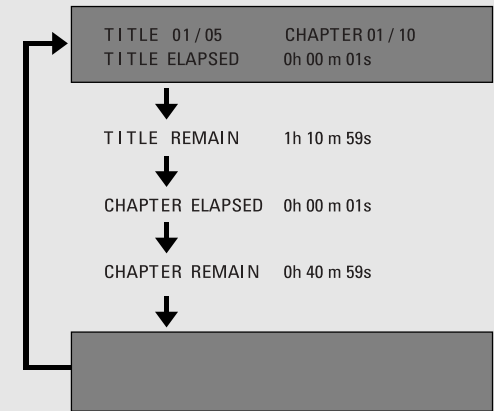 TITLE 01/05 CHAPTER 01/10
TITLE ELAPSED 0h 00 m 01s
TITLE REMAIN 1h 10 m 59s
CHAPTER ELAPSED 0h 00 m 01s
CHAPTER REMAIN 0h 40 m 59s